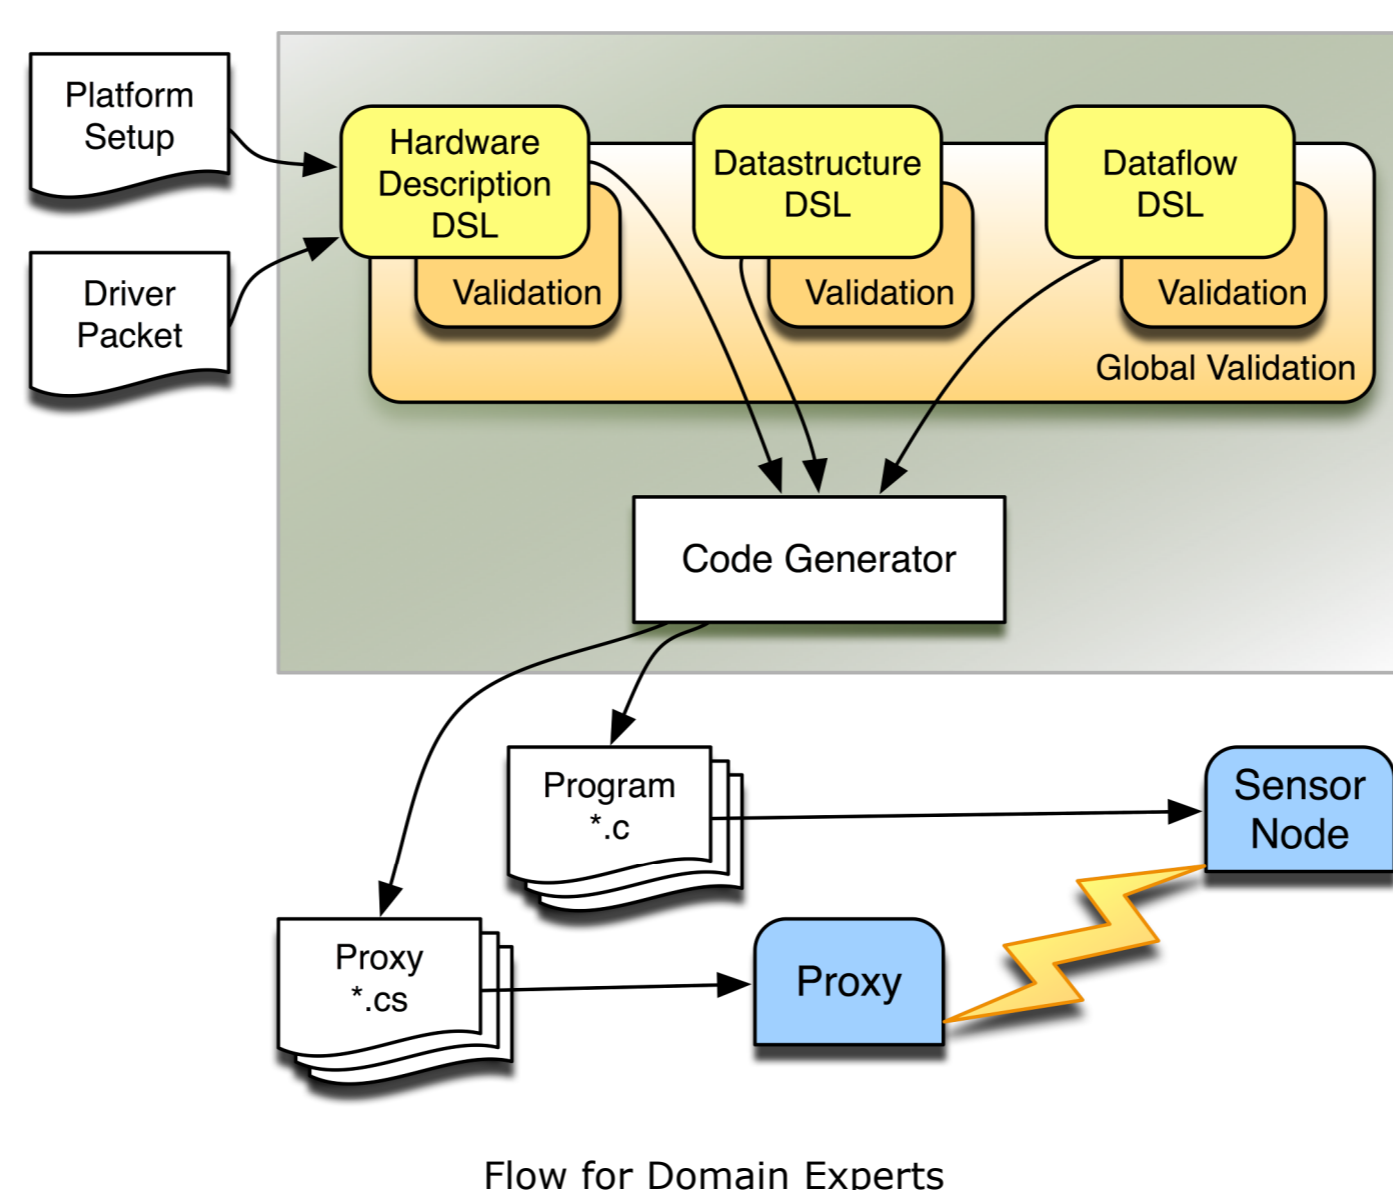 Platform
Setup
Hardware
Description
DSL
Datastructure
DSL
Dataflow
DSL
Driver
Packet
Validation
Validation
Validation
Global Validation
Code Generator
Program
*.c
Sensor
Node
Proxy
*.cs
Proxy
Flow for Domain Experts